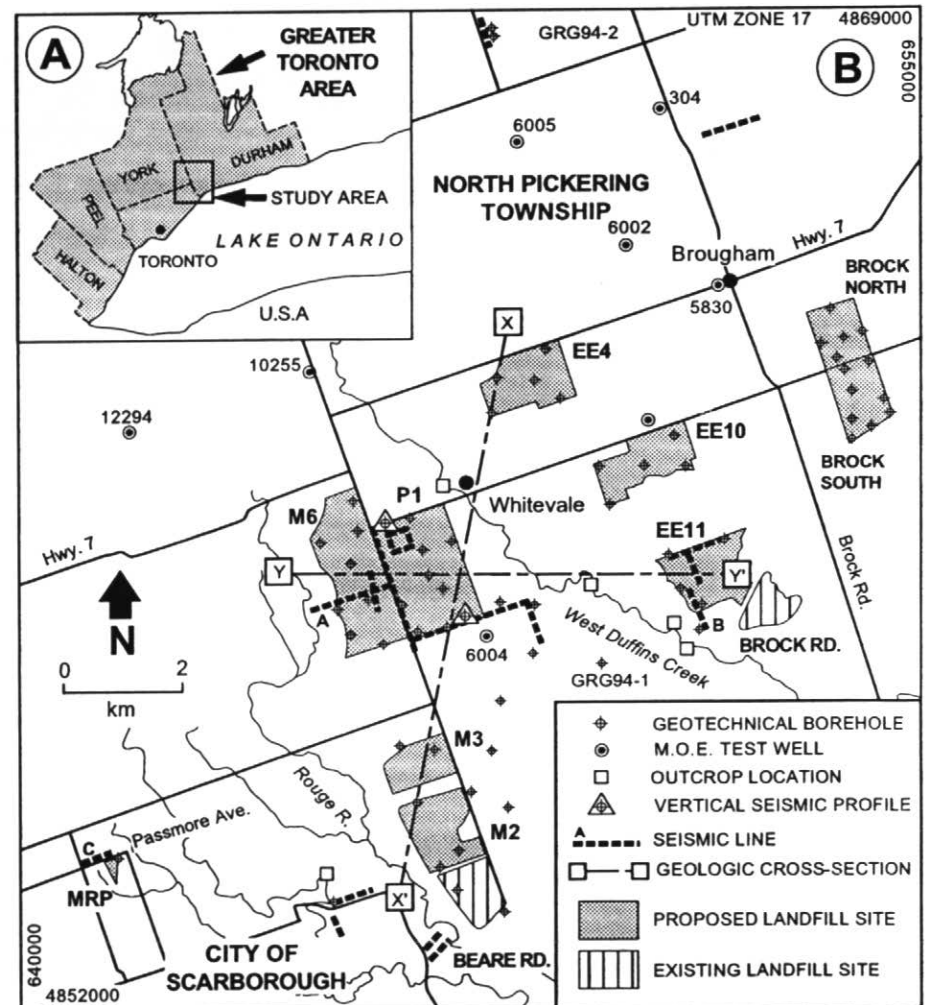 A
GREATER
TORONTO
AREA
YORK
DURHAM
PEEL
HALTON
STUDY AREA
LAKE ONTARIO
TORONTO
U.S.A
GRG94-2
UTM ZONE 17 4869000
655000
B
304
6005
NORTH PICKERING
TOWNSHIP
6002
Brougham
Hwy. 7
5830
BROCK
NORTH
X
EE4
10255
12294
EE10
BROCK
SOUTH
P1
Whitevale
M6
Hwy. 7
EE11
Y
Y'
Brock Rd.
A
B
N
6004
West Duffins Creek
BROCK RD.
0 2
km
GRG94-1
M3
Rouge R.
Passmore Ave.
M2
C
MRP
X'
CITY OF
SCARBOROUGH
BEARE RD.
640000
4852000
GEOTECHNICAL BOREHOLE
M.O.E. TEST WELL
OUTCROP LOCATION
VERTICAL SEISMIC PROFILE
A SEISMIC LINE
GEOLOGIC CROSS-SECTION
PROPOSED LANDFILL SITE
EXISTING LANDFILL SITE